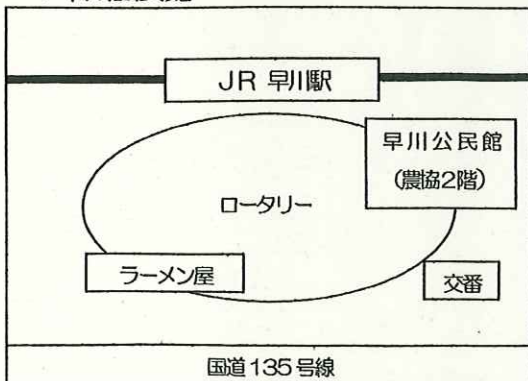 JR 早川駅
早川公民館
(農協2階)
ロータリー
ラーメン屋
交番
国道135号線